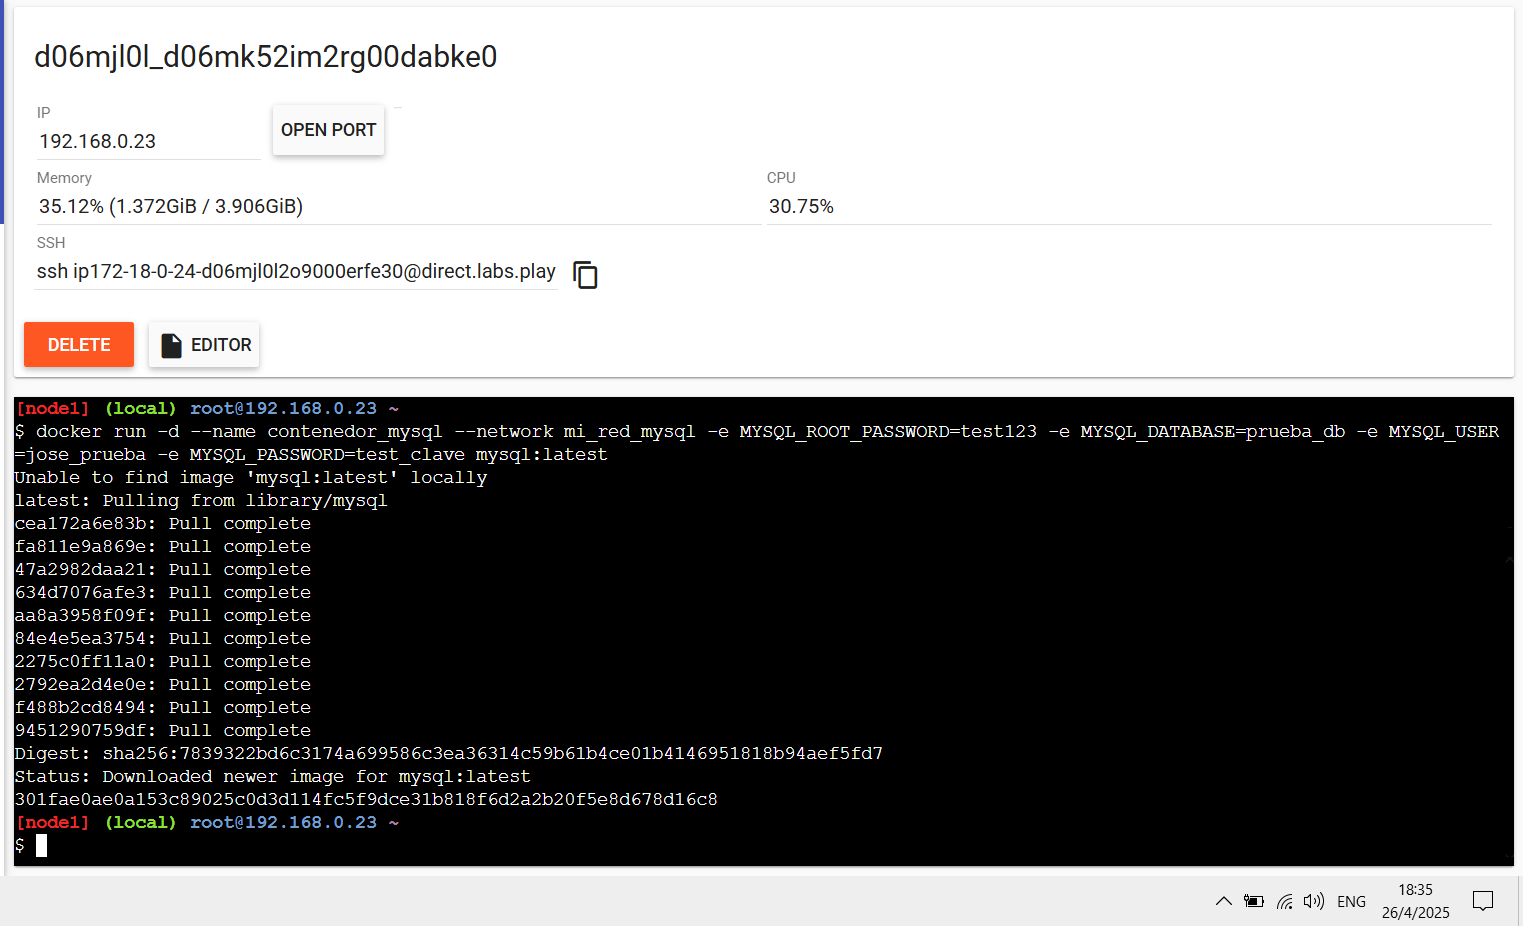 d06mjl0l_d06mk52im2rg00dabke0
IP
192.168.0.23
OPEN PORT
Memory
35.12% (1.372GiB / 3.906GiB)
CPU
30.75%
SSH
ssh ip172-18-0-24-d06mjl0l2o9000erfe30@direct.labs.play
DELETE
EDITOR
[node1] (local) root@192.168.0.23 ~
$ docker run -d --name contenedor_mysql --network mi_red_mysql -e MYSQL_ROOT_PASSWORD=test123 -e MYSQL_DATABASE=prueba_db -e MYSQL_USER
=jose_prueba -e MYSQL_PASSWORD=test_clave mysql:latest
Unable to find image 'mysql:latest' locally
latest: Pulling from library/mysql
cea172a6e83b: Pull complete
fa811e9a869e: Pull complete
47a2982daa21: Pull complete
634d7076afe3: Pull complete
aa8a3958f09f: Pull complete
84e4e5ea3754: Pull complete
2275c0ff11a0: Pull complete
2792ea2d4e0e: Pull complete
f488b2cd8494: Pull complete
9451290759df: Pull complete
Digest: sha256:7839322bd6c3174a699586c3ea36314c59b61b4ce01b4146951818b94aef5fd7
Status: Downloaded newer image for mysql:latest
301fae0ae0a153c89025c0d3d114fc5f9dce31b818f6d2a2b20f5e8d678d16c8
[node1] (local) root@192.168.0.23 ~
$
ENG
18:35
26/4/2025